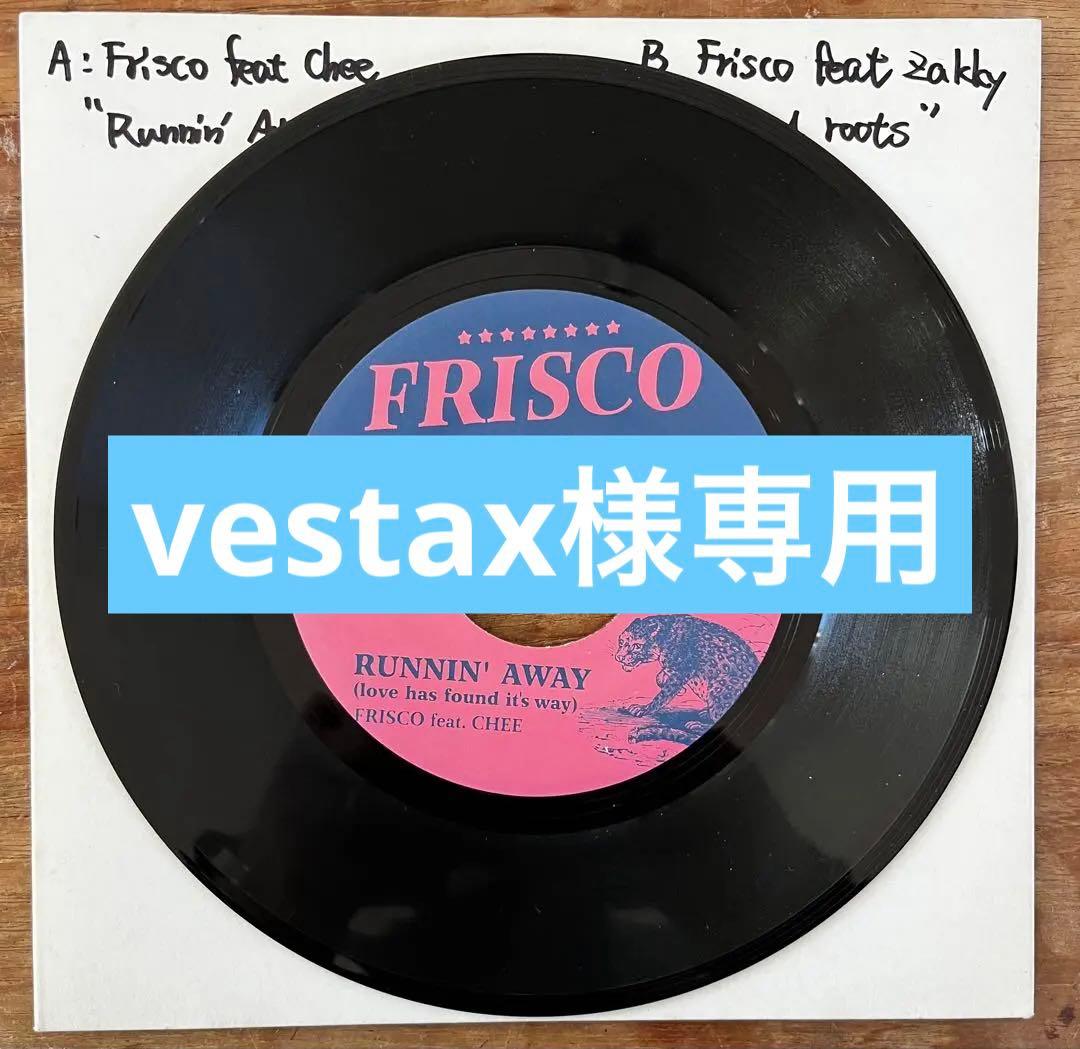 A: Frisco feat Chee
"Runnin'
B Frisco feat Zakky
roots"
FRISCO
vestax様専用
RUNNIN' AWAY
(love has found it's way)
FRISCO feat. CHEE